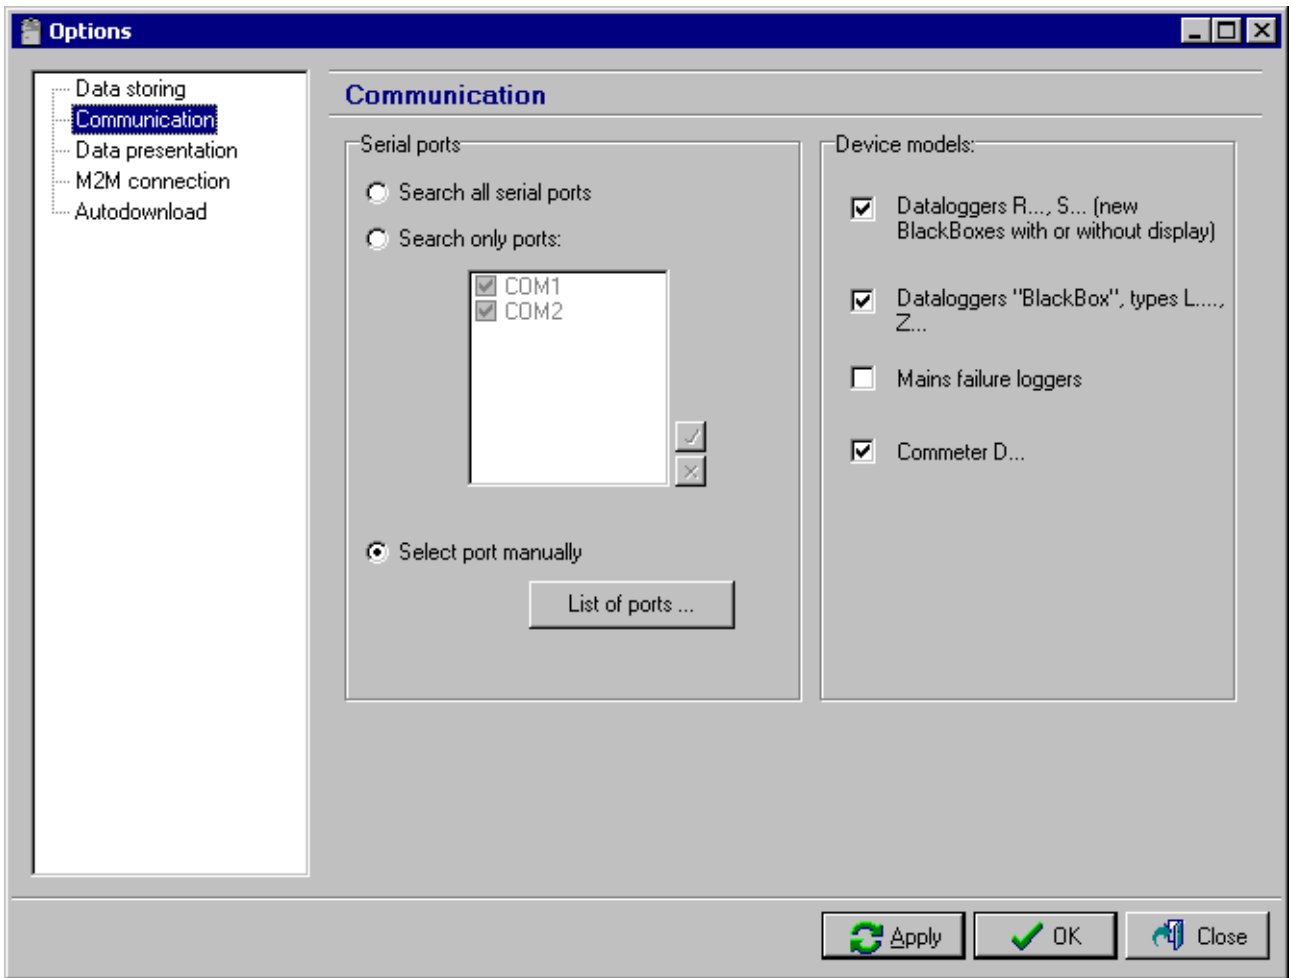 Options
Data storing
Communication
Data presentation
M2M connection
Autodownload
Communication
Serial ports
Search all serial ports
Search only ports:
COM1
COM2
Select port manually
List of ports ...
Device models:
Dataloggers R..., S... (new
BlackBoxes with or without display)
Dataloggers "BlackBox", types L....,
Z...
Mains failure loggers
Commeter D...
Apply
OK
Close